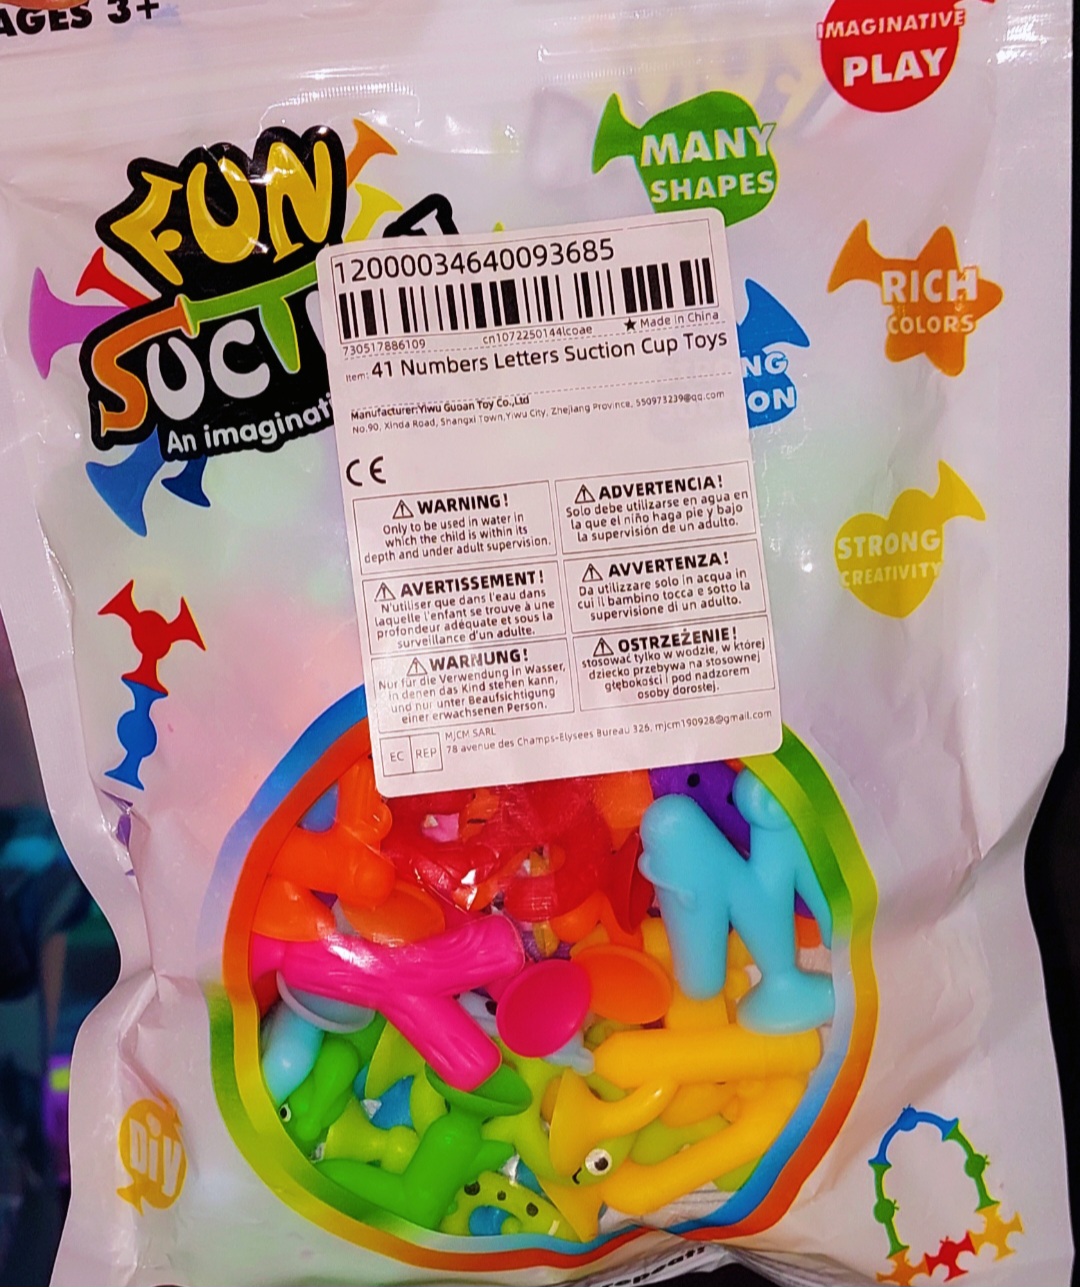 AGES 3+
IMAGINATIVE
PLAY
FUN
MANY
SHAPES
SUCT
An imaginati
RICH
COLORS
NG
ON
STRONG
CREATIVITY
12000034640093685
730517886109 cn1072250144lcoae ★ Made in China
Item: 41 Numbers Letters Suction Cup Toys
Manufacturer:Yiwu Guoan Toy Co.,Ltd
No.90, Xinda Road, Shangxi Town,Yiwu City, Zhejiang Province, 550973239@qq.com
CE
WARNING!
Only to be used in water in
which the child is within its
depth and under adult supervision.
ADVERTENCIA!
Solo debe utilizarse en agua en
la que el niño haga pie y bajo
la supervisión de un adulto.
AVERTISSEMENT!
N'utiliser que dans l'eau dans
laquelle l'enfant se trouve à une
profondeur adéquate et sous la
surveillance d'un adulte.
AVVERTENZA!
Da utilizzare solo in acqua in
cui il bambino tocca e sotto la
supervisione di un adulto.
WARNUNG!
Nur für die Verwendung in Wasser,
in denen das Kind stehen kann,
und nur unter Beaufsichtigung
einer erwachsenen Person.
OSTRZEŻENIE!
stosować tylko w wodzie, w której
dziecko przebywa na stosownej
głębokości i pod nadzorem
osoby dorosłej.
EC REP
MJCM SARL
78 avenue des Champs-Elysees Bureau 326, mjcm190928@gmail.com
DIY